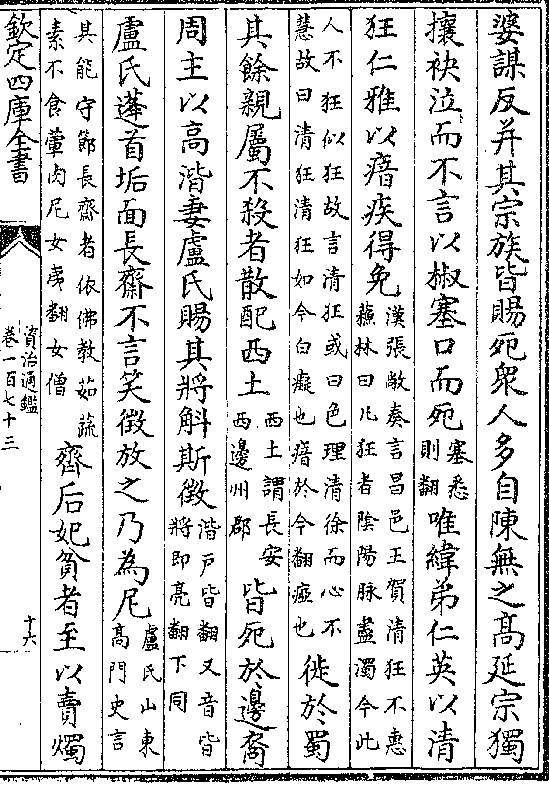 婆謀反并其宗族皆賜死衆人多自陳無之髙延宗獨
攘袂泣而不言以椒塞口而死塞悉則翻唯緯弟仁英以清
狂仁雅以瘖疾得免漢張敞奏言昌邑王賀清狂不惠蘇林曰凡狂者陰陽脉盡濁今此
人不狂似狂故言清狂或曰色理清徐而心不慧故曰清狂清狂如今白癡也瘖於今翻瘂也徙於蜀
其餘親屬不殺者散配西土西土謂長安西邊州郡皆死於邊裔
周主以高湝妻盧氏賜其將斛斯徵湝戸皆翻又音皆將即亮翻下同
盧氏蓬首垢面長齋不言笑徵放之乃為尼盧氏山東髙門史言
其能守節長齋者依佛教茹蔬素不食葷肉尼女夷翻女僧齊后妃貧者至以賣燭
欽定四庫全書
資治通鑑
卷一百七十三
十六